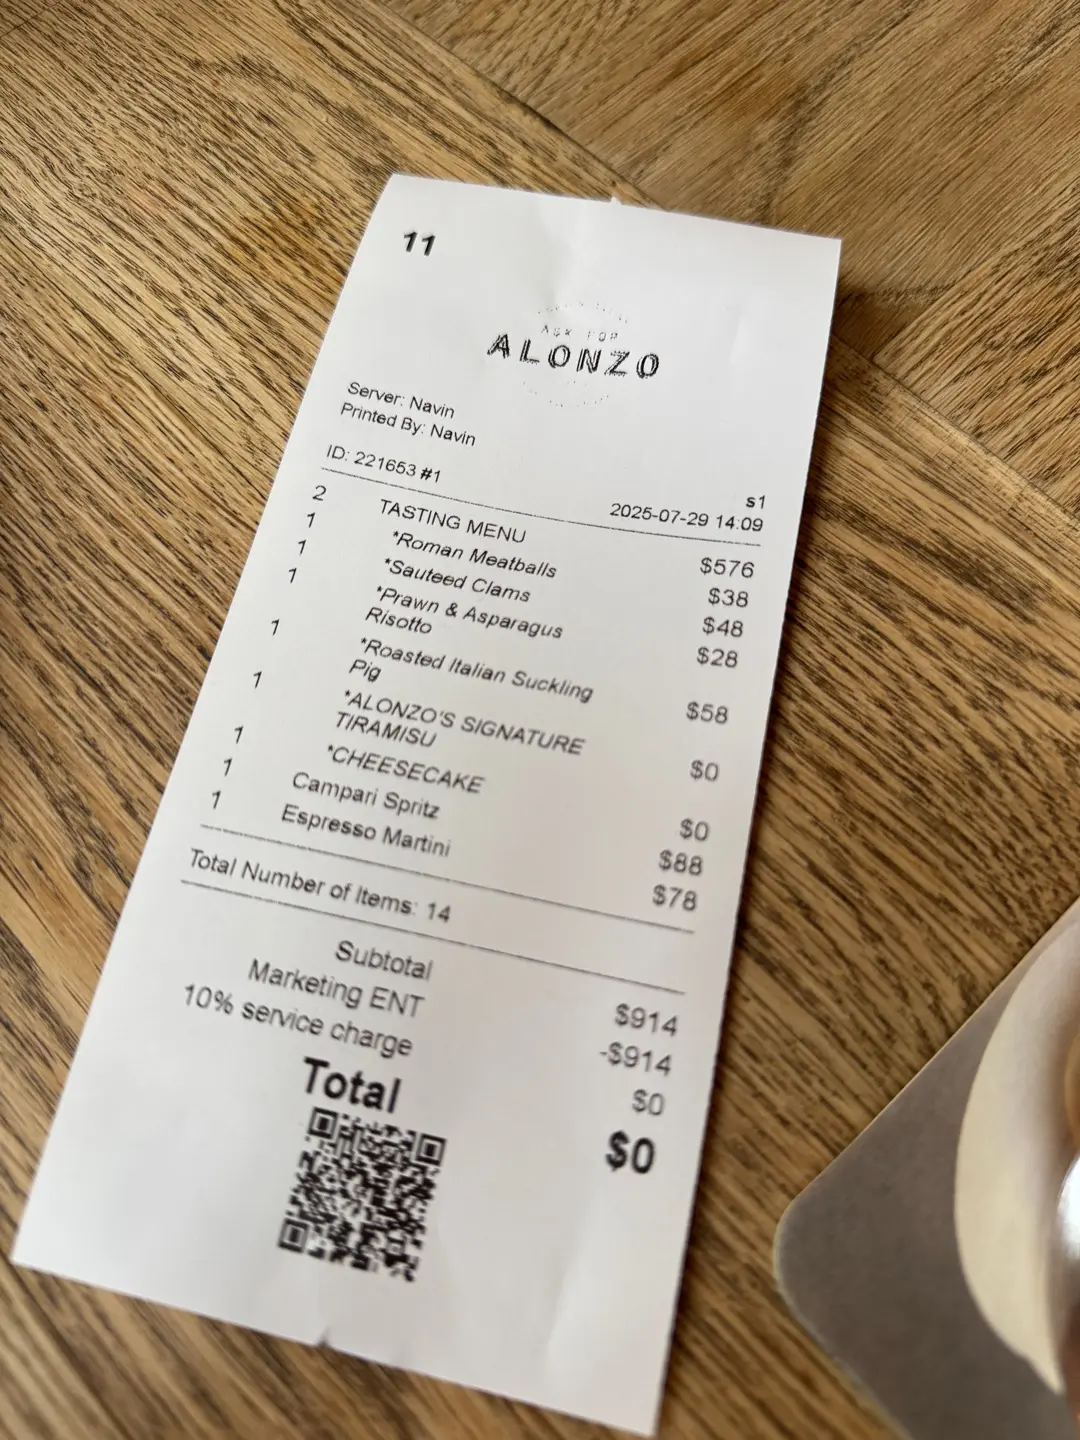 11
ASK FOR
ALONZO
Server: Navin
Printed By: Navin
ID: 221653 #1
s1
2025-07-29 14:09
2 TASTING MENU $576
1 *Roman Meatballs $38
1 *Sauteed Clams $48
1 *Prawn & Asparagus $28
Risotto
1 *Roasted Italian Suckling $58
Pig
1 *ALONZO'S SIGNATURE $0
TIRAMISU
1 *CHEESECAKE $0
1 Campari Spritz $88
1 Espresso Martini $78
Total Number of Items: 14
Subtotal $914
Marketing ENT -$914
10% service charge $0
Total $0